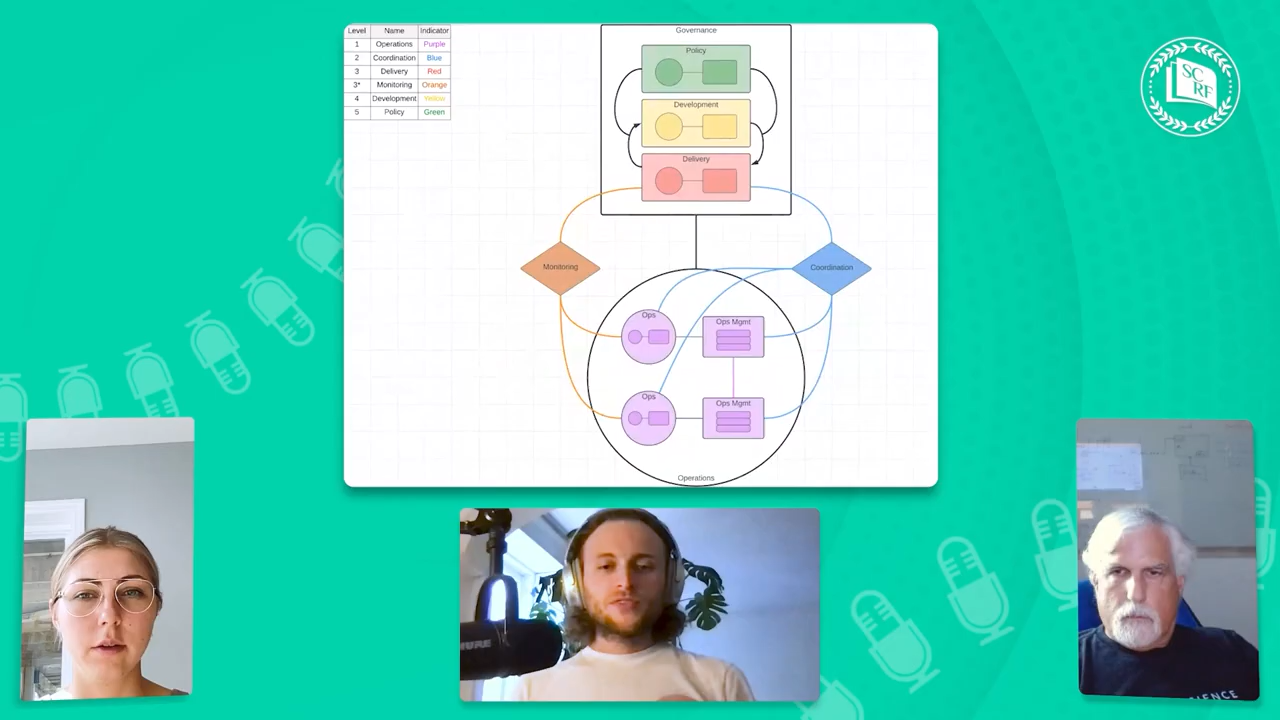 Level Name Indicator
1 Operations Purple
2 Coordination Blue
3 Delivery Red
3* Monitoring Orange
4 Development Yellow
5 Policy Green
Governance
Policy
Development
Delivery
Monitoring
Coordination
Ops
Ops Mgmt
Ops
Ops Mgmt
Operations
SC
RF
SHURE